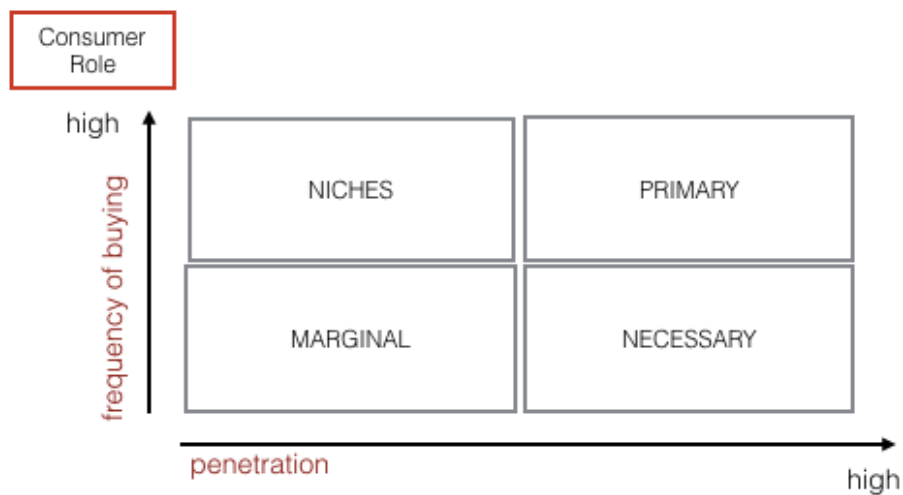 Consumer
Role
high
frequency of buying
NICHES
PRIMARY
MARGINAL
NECESSARY
penetration
high